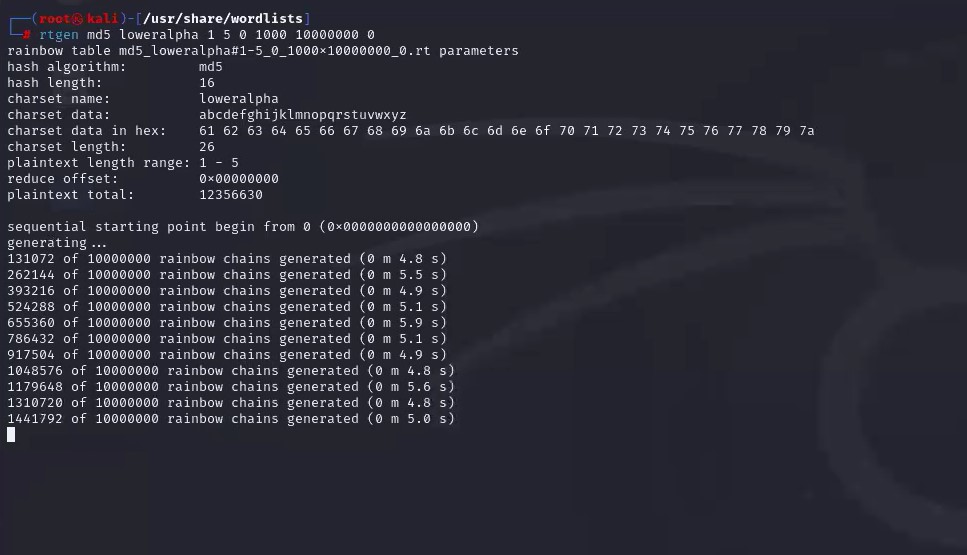 ┌──(root㉿kali)-[/usr/share/wordlists]
└─# rtgen md5 loweralpha 1 5 0 1000 10000000 0
rainbow table md5_loweralpha#1-5_0_1000×10000000_0.rt parameters
hash algorithm: md5
hash length: 16
charset name: loweralpha
charset data: abcdefghijklmnopqrstuvwxyz
charset data in hex: 61 62 63 64 65 66 67 68 69 6a 6b 6c 6d 6e 6f 70 71 72 73 74 75 76 77 78 79 7a
charset length: 26
plaintext length range: 1 - 5
reduce offset: 0×00000000
plaintext total: 12356630
sequential starting point begin from 0 (0×0000000000000000)
generating...
131072 of 10000000 rainbow chains generated (0 m 4.8 s)
262144 of 10000000 rainbow chains generated (0 m 5.5 s)
393216 of 10000000 rainbow chains generated (0 m 4.9 s)
524288 of 10000000 rainbow chains generated (0 m 5.1 s)
655360 of 10000000 rainbow chains generated (0 m 5.9 s)
786432 of 10000000 rainbow chains generated (0 m 5.1 s)
917504 of 10000000 rainbow chains generated (0 m 4.9 s)
1048576 of 10000000 rainbow chains generated (0 m 4.8 s)
1179648 of 10000000 rainbow chains generated (0 m 5.6 s)
1310720 of 10000000 rainbow chains generated (0 m 4.8 s)
1441792 of 10000000 rainbow chains generated (0 m 5.0 s)